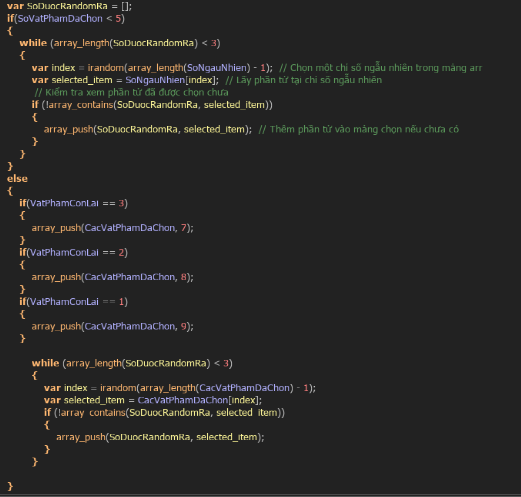 var SoDuocRandomRa = [];
if(SoVatPhamDaChon < 5)
{
while (array_length(SoDuocRandomRa) < 3)
{
var index = irandom(array_length(SoNgauNhien) - 1);  // Chọn một chỉ số ngẫu nhiên trong mảng arr
var selected_item = SoNgauNhien[index];  // Lấy phần tử tại chỉ số ngẫu nhiên
// Kiểm tra xem phần tử đã được chọn chưa
if (!array_contains(SoDuocRandomRa, selected_item))
{
array_push(SoDuocRandomRa, selected_item);  // Thêm phần tử vào mảng chọn nếu chưa có
}
}
}
else
{
if(VatPhamConLai == 3)
{
array_push(CacVatPhamDaChon, 7);
}
if(VatPhamConLai == 2)
{
array_push(CacVatPhamDaChon, 8);
}
if(VatPhamConLai == 1)
{
array_push(CacVatPhamDaChon, 9);
}
while (array_length(SoDuocRandomRa) < 3)
{
var index = irandom(array_length(CacVatPhamDaChon) - 1);
var selected_item = CacVatPhamDaChon[index];
if (!array_contains(SoDuocRandomRa, selected_item))
{
array_push(SoDuocRandomRa, selected_item);
}
}
}